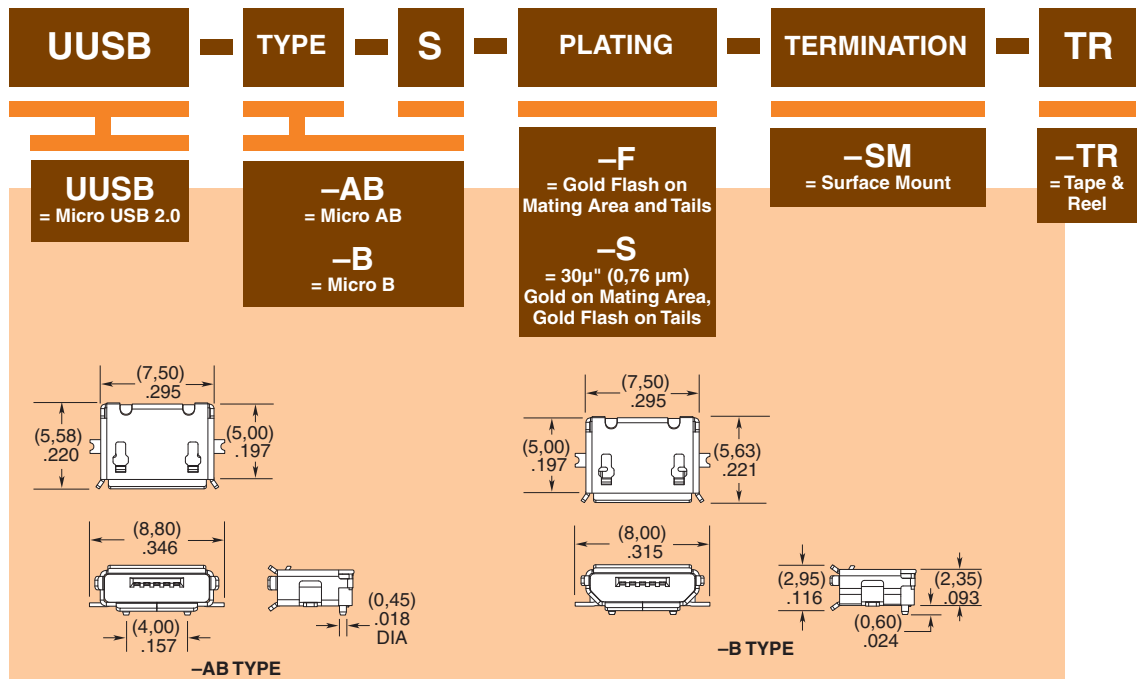 UUSB – TYPE – S – PLATING – TERMINATION – TR
UUSB
= Micro USB 2.0
–AB
= Micro AB
–B
= Micro B
–F
= Gold Flash on
Mating Area and Tails
–S
= 30µ" (0,76 µm)
Gold on Mating Area,
Gold Flash on Tails
–SM
= Surface Mount
–TR
= Tape &
Reel
(7,50)
.295
(5,58)
.220
(5,00)
.197
(8,80)
.346
(4,00)
.157
(0,45)
.018
DIA
–AB TYPE
(7,50)
.295
(5,00)
.197
(5,63)
.221
(8,00)
.315
(2,95)
.116
(2,35)
.093
(0,60)
.024
–B TYPE